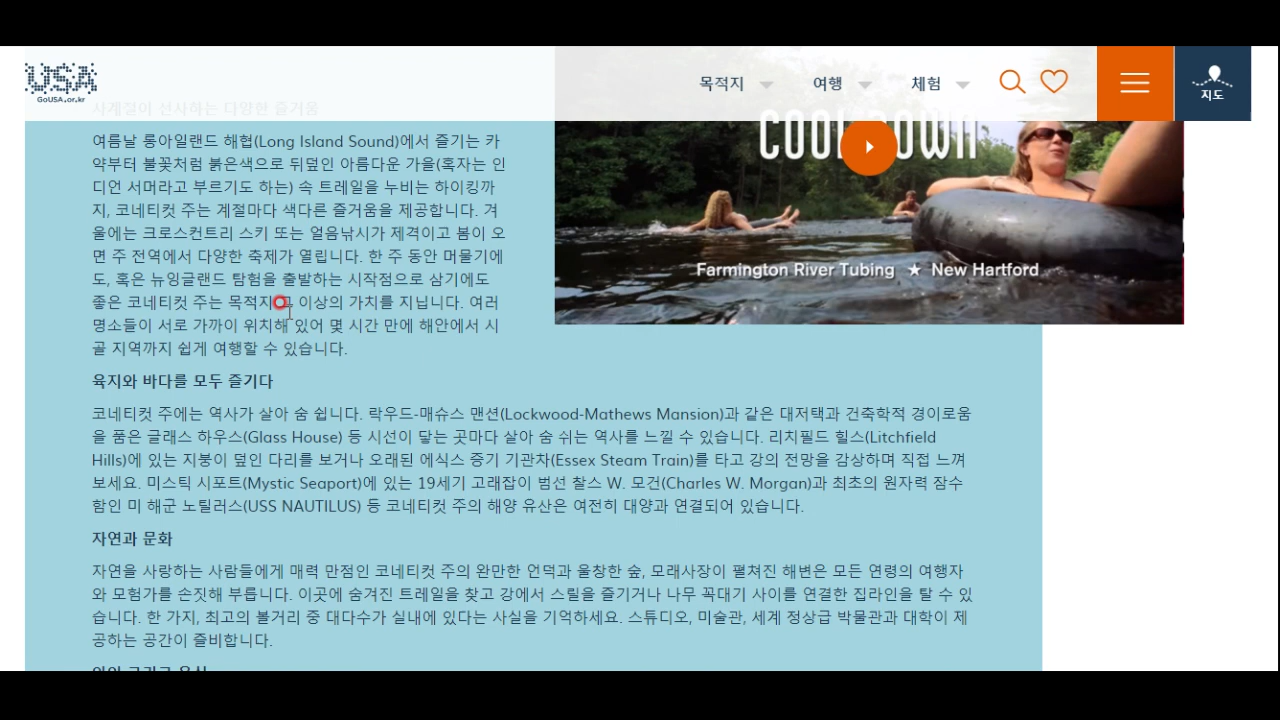 USA
GoUSA.or.kr
목적지
여행
체험
지도
사계절이 선사하는 다양한 즐거움
여름날 롱아일랜드 해협(Long Island Sound)에서 즐기는 카
약부터 불꽃처럼 붉은색으로 뒤덮인 아름다운 가을(혹자는 인
디언 서머라고 부르기도 하는) 속 트레일을 누비는 하이킹까
지, 코네티컷 주는 계절마다 색다른 즐거움을 제공합니다. 겨
울에는 크로스컨트리 스키 또는 얼음낚시가 제격이고 봄이 오
면 주 전역에서 다양한 축제가 열립니다. 한 주 동안 머물기에
도, 혹은 뉴잉글랜드 탐험을 출발하는 시작점으로 삼기에도
좋은 코네티컷 주는 목적지 이상의 가치를 지닙니다. 여러
명소들이 서로 가까이 위치해 있어 몇 시간 만에 해안에서 시
골 지역까지 쉽게 여행할 수 있습니다.
COOL DOWN
Farmington River Tubing ★ New Hartford
육지와 바다를 모두 즐기다
코네티컷 주에는 역사가 살아 숨 쉽니다. 락우드-매슈스 맨션(Lockwood-Mathews Mansion)과 같은 대저택과 건축학적 경이로움
을 품은 글래스 하우스(Glass House) 등 시선이 닿는 곳마다 살아 숨 쉬는 역사를 느낄 수 있습니다. 리치필드 힐스(Litchfield
Hills)에 있는 지붕이 덮인 다리를 보거나 오래된 에식스 증기 기관차(Essex Steam Train)를 타고 강의 전망을 감상하며 직접 느껴
보세요. 미스틱 시포트(Mystic Seaport)에 있는 19세기 고래잡이 범선 찰스 W. 모건(Charles W. Morgan)과 최초의 원자력 잠수
함인 미 해군 노틸러스(USS NAUTILUS) 등 코네티컷 주의 해양 유산은 여전히 대양과 연결되어 있습니다.
자연과 문화
자연을 사랑하는 사람들에게 매력 만점인 코네티컷 주의 완만한 언덕과 울창한 숲, 모래사장이 펼쳐진 해변은 모든 연령의 여행자
와 모험가를 손짓해 부릅니다. 이곳에 숨겨진 트레일을 찾고 강에서 스릴을 즐기거나 나무 꼭대기 사이를 연결한 집라인을 탈 수 있
습니다. 한 가지, 최고의 볼거리 중 대다수가 실내에 있다는 사실을 기억하세요. 스튜디오, 미술관, 세계 정상급 박물관과 대학이 제
공하는 공간이 즐비합니다.